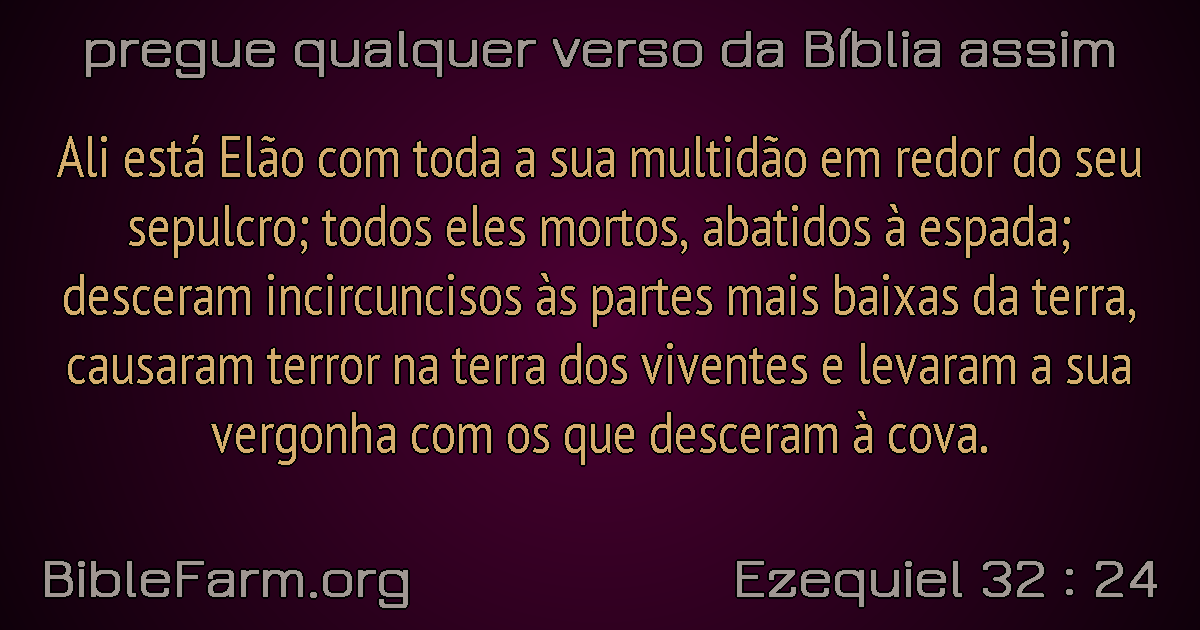 pregue qualquer verso da Bíblia assim
Ali está Elão com toda a sua multidão em redor do seu
sepulcro; todos eles mortos, abatidos à espada;
desceram incircuncisos às partes mais baixas da terra,
causaram terror na terra dos viventes e levaram a sua
vergonha com os que desceram à cova.
BibleFarm.org
Ezequiel 32 : 24